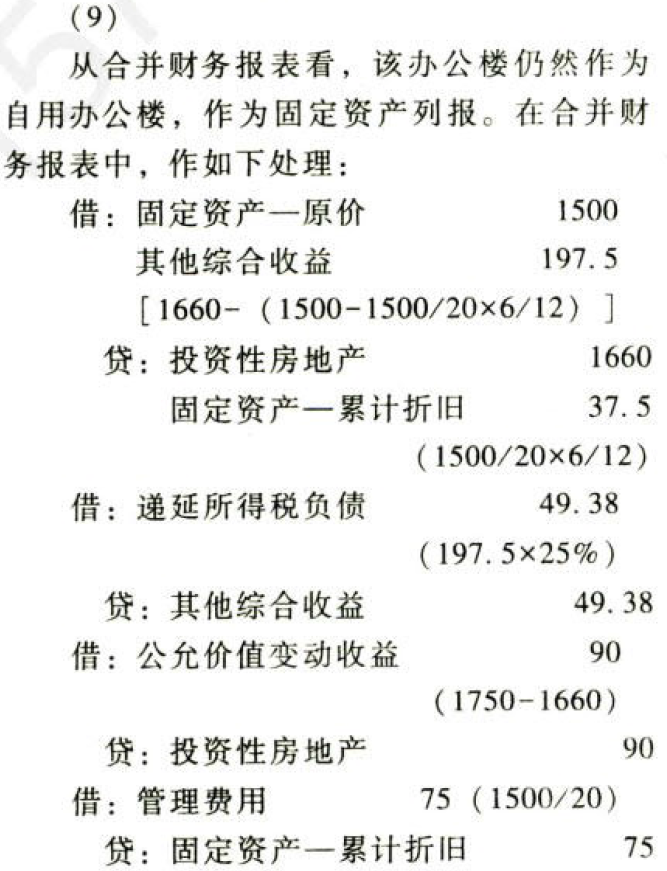 (9)
从合并财务报表看，该办公楼仍然作为
自用办公楼，作为固定资产列报。在合并财
务报表中，作如下处理：
借：固定资产—原价 1500
其他综合收益 197.5
[1660-（1500-1500/20×6/12）]
贷：投资性房地产 1660
固定资产—累计折旧 37.5
(1500/20×6/12)
借：递延所得税负债 49.38
(197.5×25%)
贷：其他综合收益 49.38
借：公允价值变动收益 90
(1750-1660)
贷：投资性房地产 90
借：管理费用 75 (1500/20)
贷：固定资产—累计折旧 75